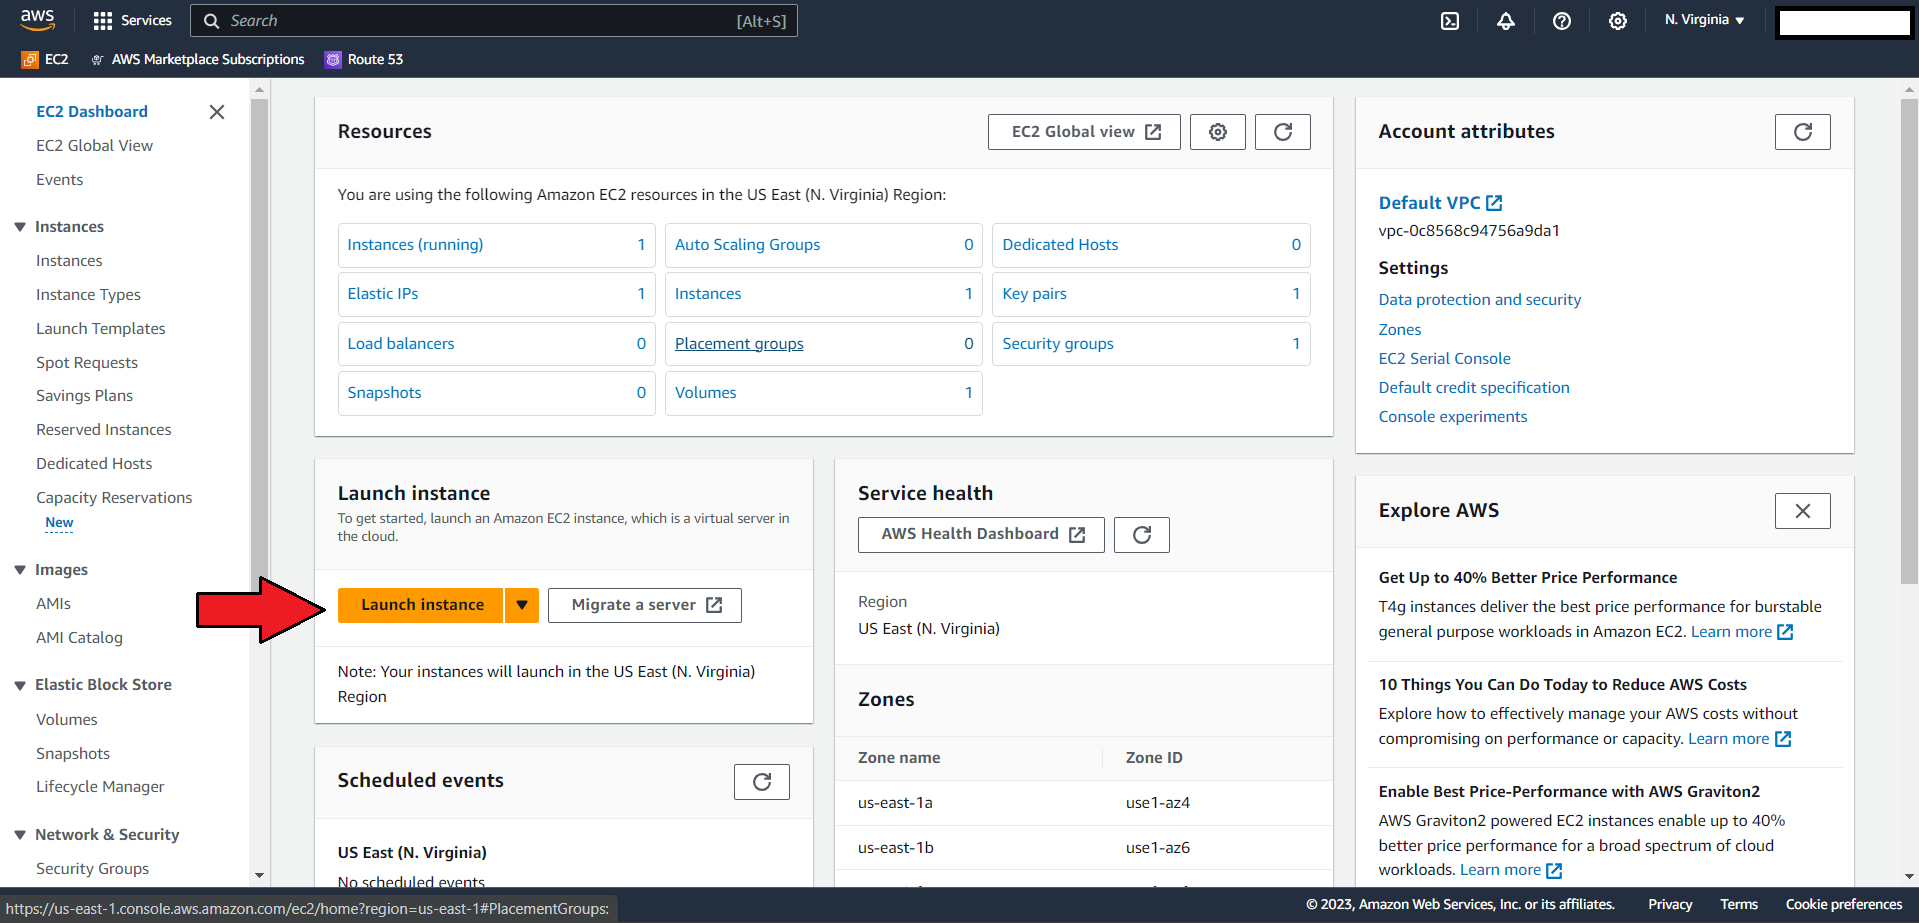 aws
Services
Search
[Alt+S]
N. Virginia
EC2
AWS Marketplace Subscriptions
Route 53
EC2 Dashboard
EC2 Global View
Events
Instances
Instances
Instance Types
Launch Templates
Spot Requests
Savings Plans
Reserved Instances
Dedicated Hosts
Capacity Reservations
New
Images
AMIs
AMI Catalog
Elastic Block Store
Volumes
Snapshots
Lifecycle Manager
Network & Security
Security Groups
Resources
EC2 Global view
You are using the following Amazon EC2 resources in the US East (N. Virginia) Region:
Instances (running) 1
Auto Scaling Groups 0
Dedicated Hosts 0
Elastic IPs 1
Instances 1
Key pairs 1
Load balancers 0
Placement groups 0
Security groups 1
Snapshots 0
Volumes 1
Launch instance
To get started, launch an Amazon EC2 instance, which is a virtual server in
the cloud.
Launch instance
Migrate a server
Note: Your instances will launch in the US East (N. Virginia)
Region
Scheduled events
US East (N. Virginia)
No scheduled events
Service health
AWS Health Dashboard
Region
US East (N. Virginia)
Zones
Zone name Zone ID
us-east-1a use1-az4
us-east-1b use1-az6
Account attributes
Default VPC
vpc-0c8568c94756a9da1
Settings
Data protection and security
Zones
EC2 Serial Console
Default credit specification
Console experiments
Explore AWS
Get Up to 40% Better Price Performance
T4g instances deliver the best price performance for burstable
general purpose workloads in Amazon EC2. Learn more
10 Things You Can Do Today to Reduce AWS Costs
Explore how to effectively manage your AWS costs without
compromising on performance or capacity. Learn more
Enable Best Price-Performance with AWS Graviton2
AWS Graviton2 powered EC2 instances enable up to 40%
better price performance for a broad spectrum of cloud
workloads. Learn more
https://us-east-1.console.aws.amazon.com/ec2/home?region=us-east-1#PlacementGroups:
© 2023, Amazon Web Services, Inc. or its affiliates.
Privacy
Terms
Cookie preferences